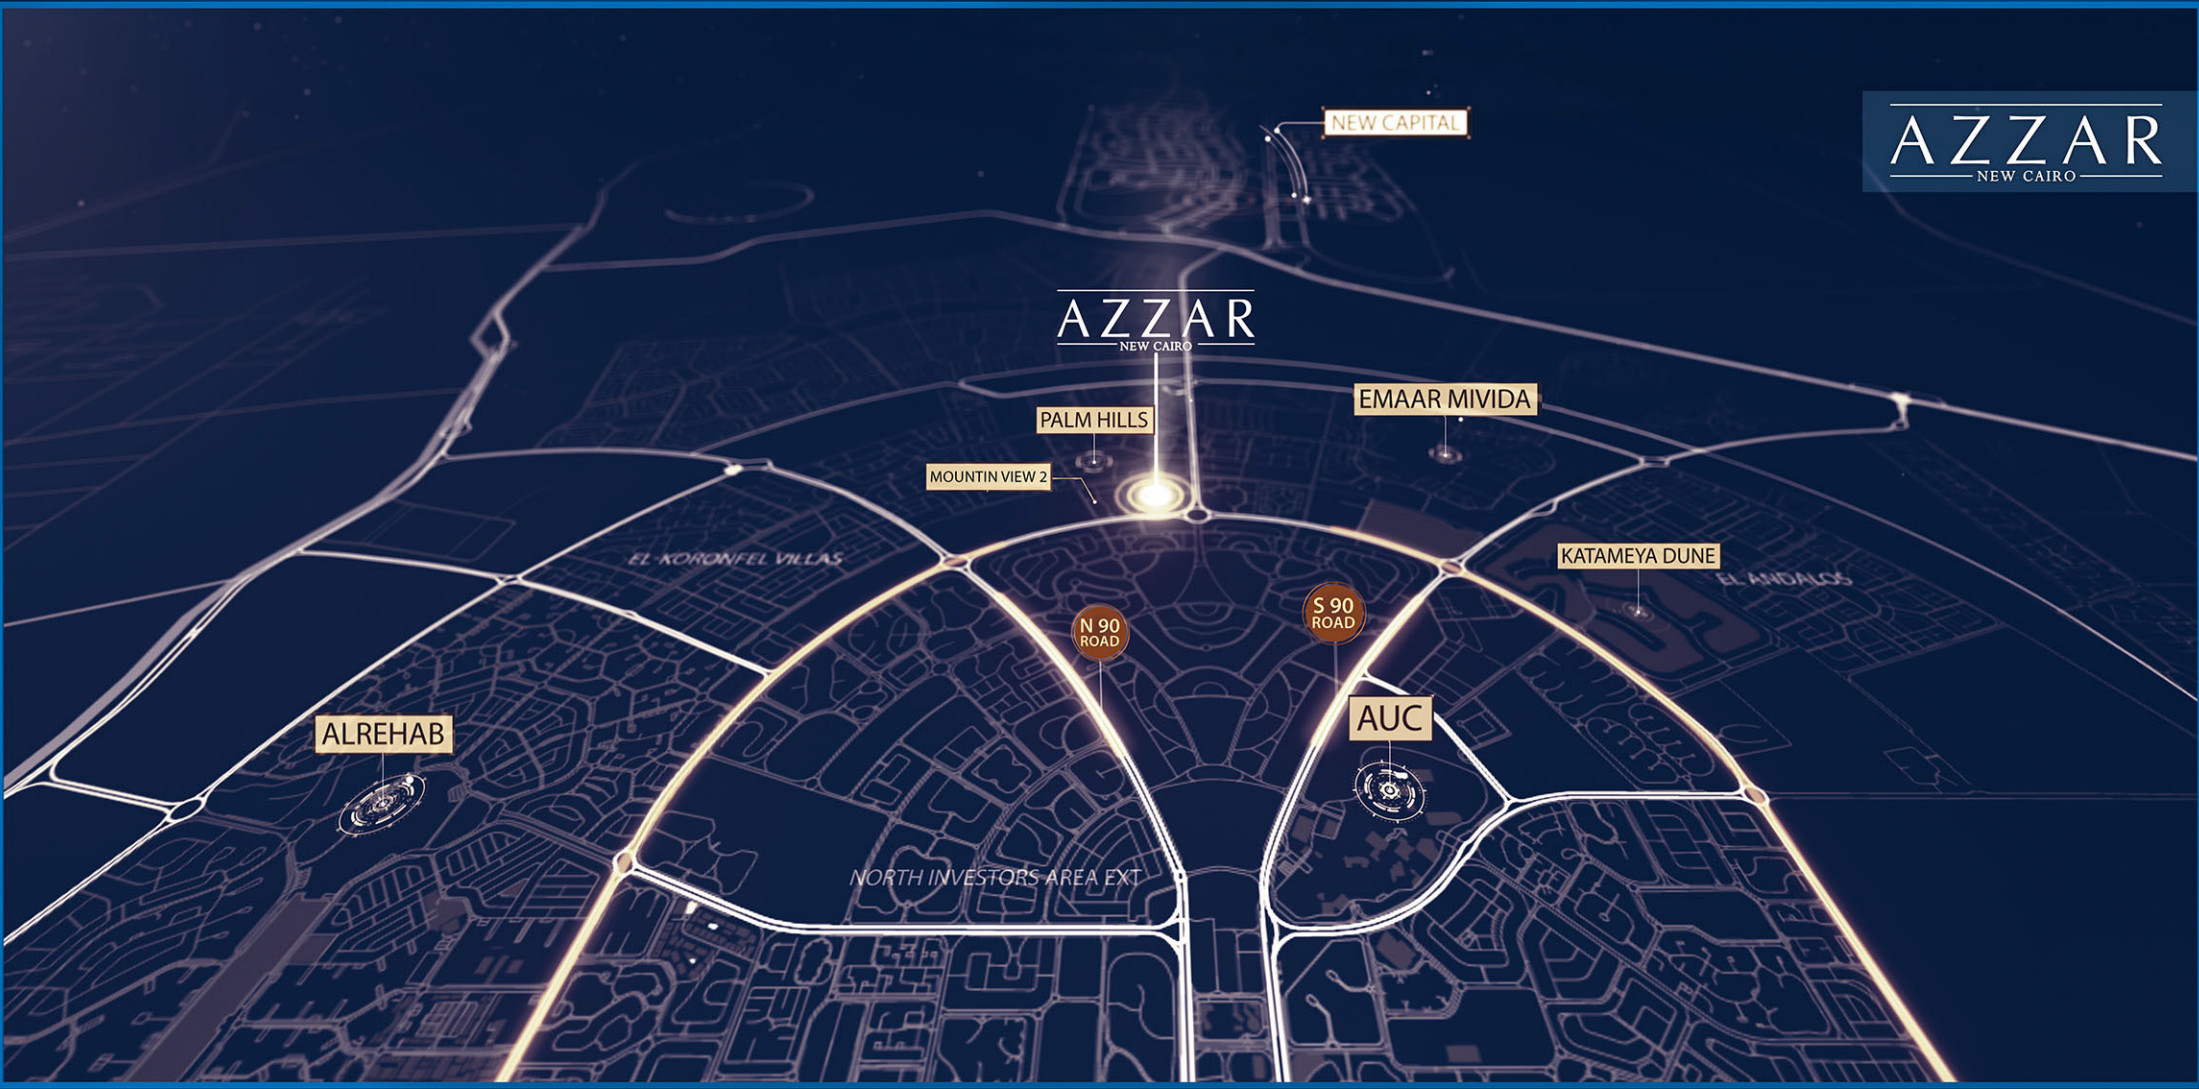 NEW CAPITAL
AZZAR
NEW CAIRO
AZZAR
NEW CAIRO
EMAAR MIVIDA
PALM HILLS
MOUNTIN VIEW 2
EL-KORONFEL VILLAS
KATAMEYA DUNE
EL ANDALOS
N 90
ROAD
S 90
ROAD
ALREHAB
AUC
NORTH INVESTORS AREA EXT